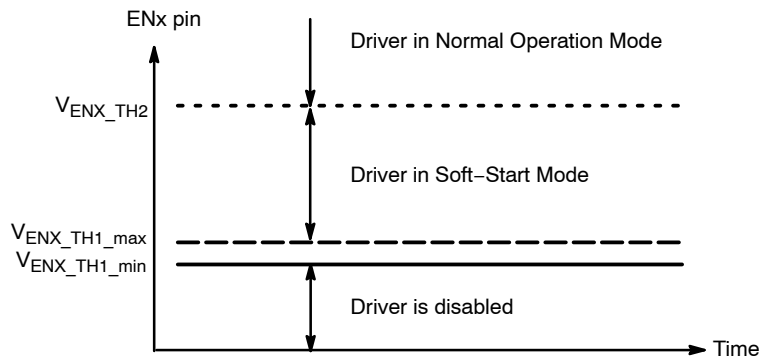 ENx pin
Driver in Normal Operation Mode
VENX_TH2
Driver in Soft−Start Mode
VENX_TH1_max
VENX_TH1_min
Driver is disabled
Time